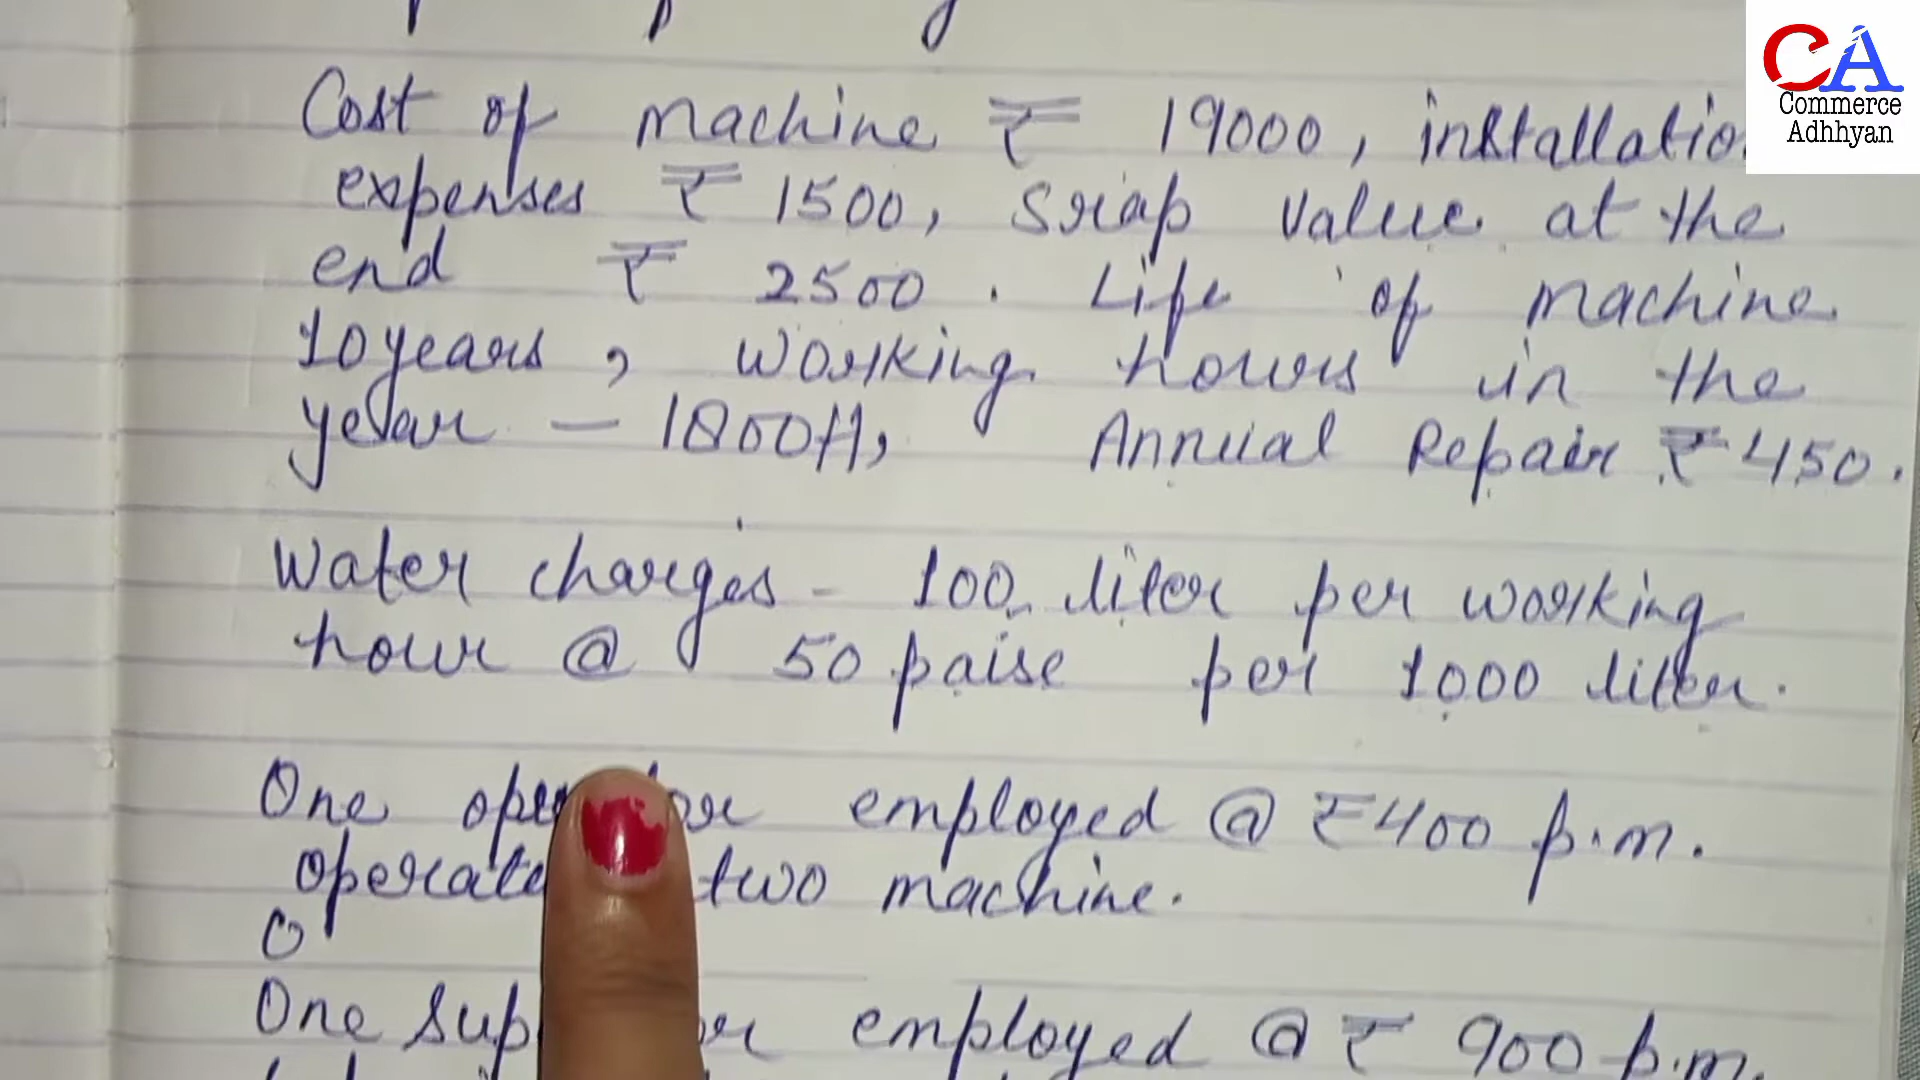 Cost of machine ₹ 19000, installatio
expenses ₹ 1500, Scrap value at the
end ₹ 2500. Life of machine
10 years, working hours in the
year - 1800H, Annual Repair ₹ 450.
Water charges - 100 liter per working
hour @ 50 paise per 1000 liter.
One employed @ ₹ 400 p.m.
two machine.
O
One employed @ ₹ 900 p.m.
CA
Commerce
Adhhyan